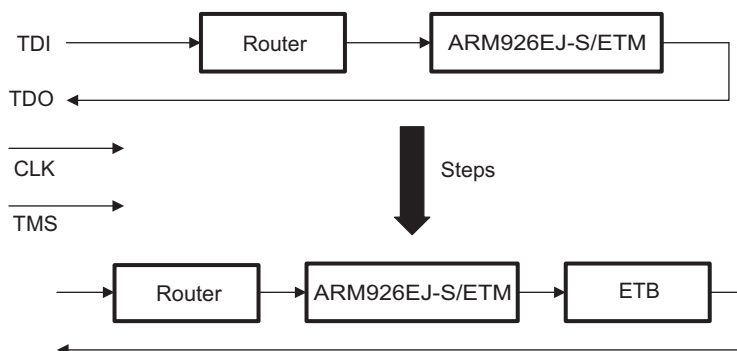 TDI
Router
ARM926EJ-S/ETM
TDO
CLK
Steps
TMS
Router
ARM926EJ-S/ETM
ETB